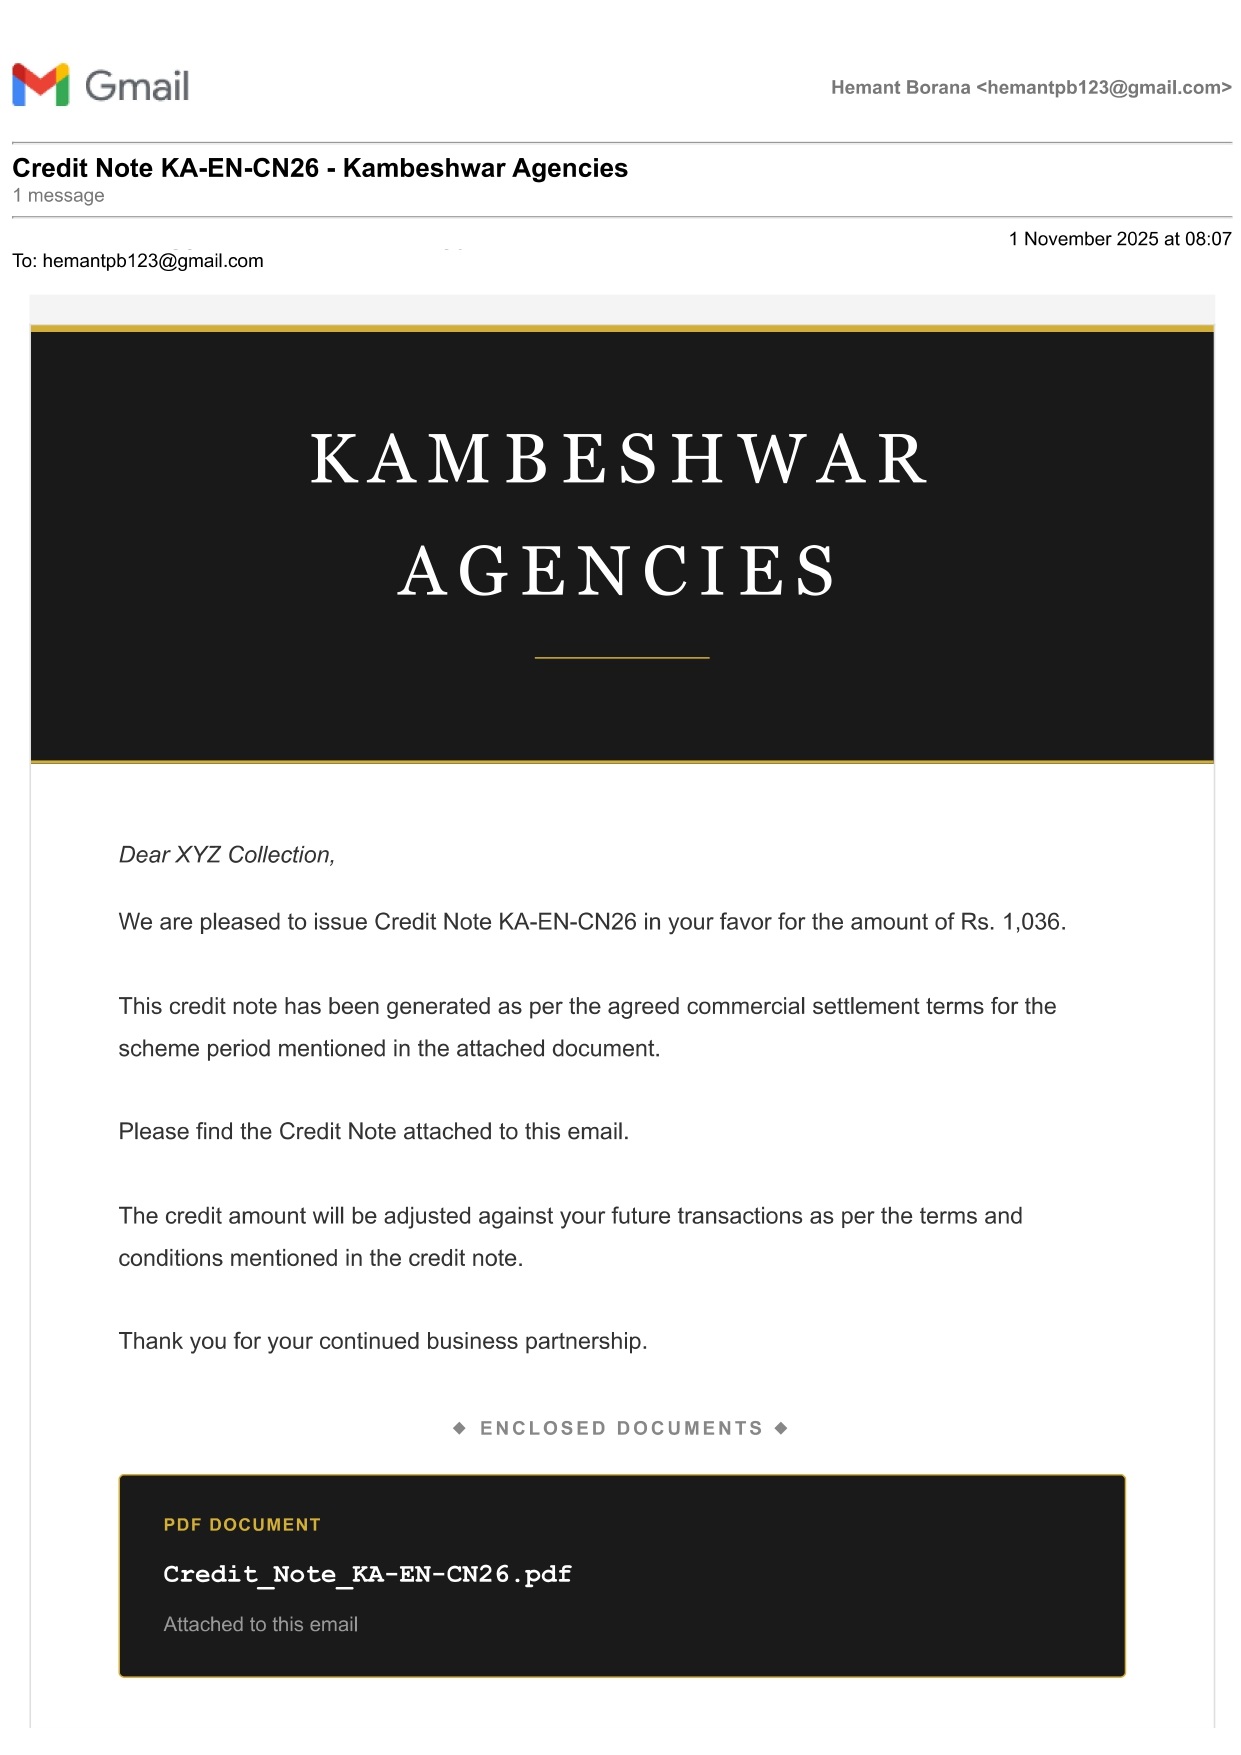 Gmail
Hemant Borana <hemantpb123@gmail.com>
Credit Note KA-EN-CN26 - Kambeshwar Agencies
1 message
1 November 2025 at 08:07
To: hemantpb123@gmail.com
KAMBESHWAR
AGENCIES
Dear XYZ Collection,
We are pleased to issue Credit Note KA-EN-CN26 in your favor for the amount of Rs. 1,036.
This credit note has been generated as per the agreed commercial settlement terms for the
scheme period mentioned in the attached document.
Please find the Credit Note attached to this email.
The credit amount will be adjusted against your future transactions as per the terms and
conditions mentioned in the credit note.
Thank you for your continued business partnership.
◆ ENCLOSED DOCUMENTS ◆
PDF DOCUMENT
Credit_Note_KA-EN-CN26.pdf
Attached to this email